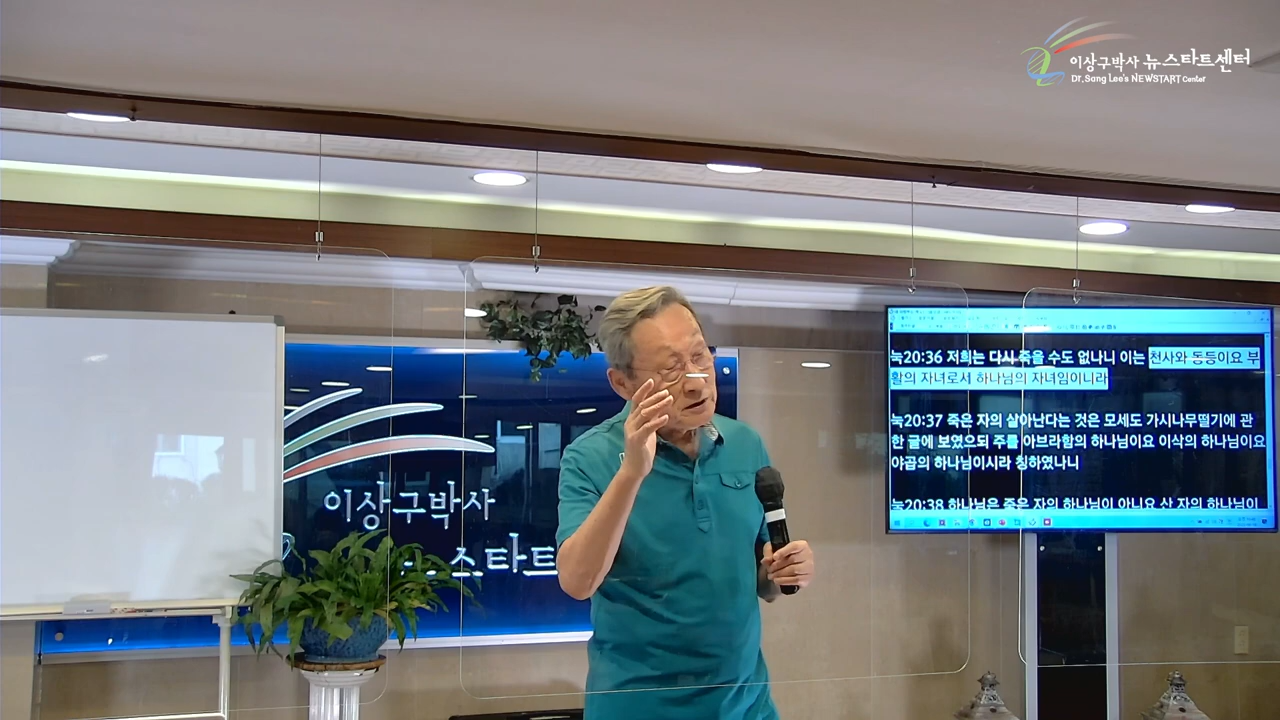 이상구박사 뉴스타트센터
Dr. Sang Lee's NEWSTART Center
눅20:36 저희는 다시 죽을 수도 없나니 이는 천사와 동등이요 부
활의 자녀로서 하나님의 자녀임이니라
눅20:37 죽은 자의 살아난다는 것은 모세도 가시나무떨기에 관
한 글에 보였으되 주를 아브라함의 하나님이요 이삭의 하나님이요
야곱의 하나님이시라 칭하였나니
눅20:38 하나님은 죽은 자의 하나님이 아니요 산 자의 하나님이
이상구박사
스타트